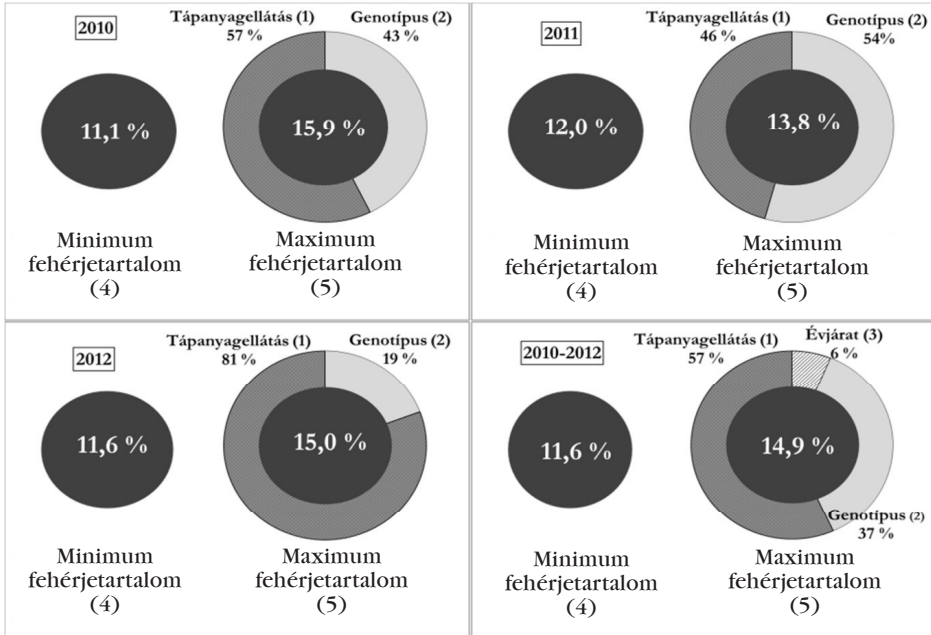 2010
Tápanyagellátás (1)
57 %
Genotípus (2)
43 %
11,1 %
15,9 %
Minimum
fehérjetartalom
(4)
Maximum
fehérjetartalom
(5)
2011
Tápanyagellátás (1)
46 %
Genotípus (2)
54%
12,0 %
13,8 %
Minimum
fehérjetartalom
(4)
Maximum
fehérjetartalom
(5)
2012
Tápanyagellátás (1)
81 %
Genotípus (2)
19 %
11,6 %
15,0 %
Minimum
fehérjetartalom
(4)
Maximum
fehérjetartalom
(5)
2010-2012
Tápanyagellátás (1)
57 %
Évjárat (3)
6 %
11,6 %
14,9 %
Genotípus (2)
37 %
Minimum
fehérjetartalom
(4)
Maximum
fehérjetartalom
(5)